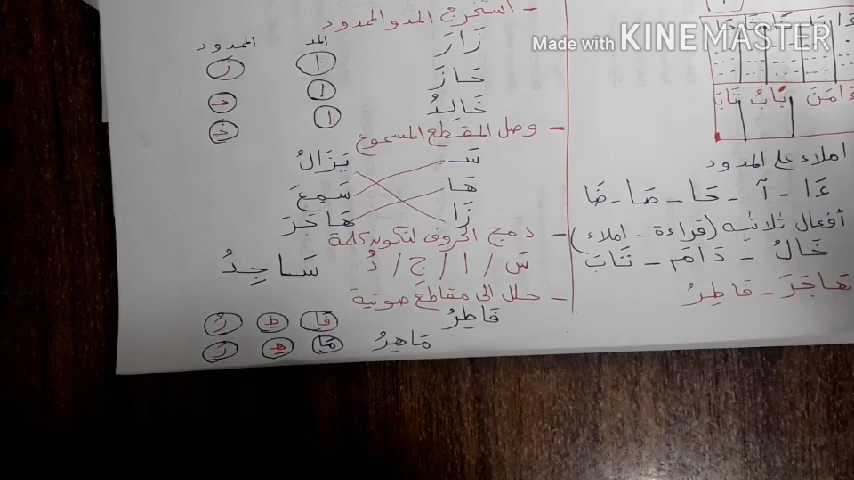 Made with KINEMASTER
ءَامَنَ بَابُ تَابَ
املاء على المدود
ءَا - آ - حَا - صَا - ضَا
أفعال ثلاثية (قراءة - املاء)
خَالُ - دَامَ - تَابَ
هَاجَرَ - فَاطِرُ
- استخرج المد والممدود
المد الممدود
زَارَ ا زَ
حَازَ ا حَ
خَالِدُ ا خَ
- وصل المقطع المسموع
سَـ يَزَالُ
هَا سَمِعَ
زَا هَاجَرَ
- دمج الحروف لتكوين كلمة
سَ / ا / جِ / دُ سَاجِدُ
- حلل الى مقاطع صوتية
فَاطِرُ فَا طِ رُ
مَاهِرُ مَا هِـ رُ